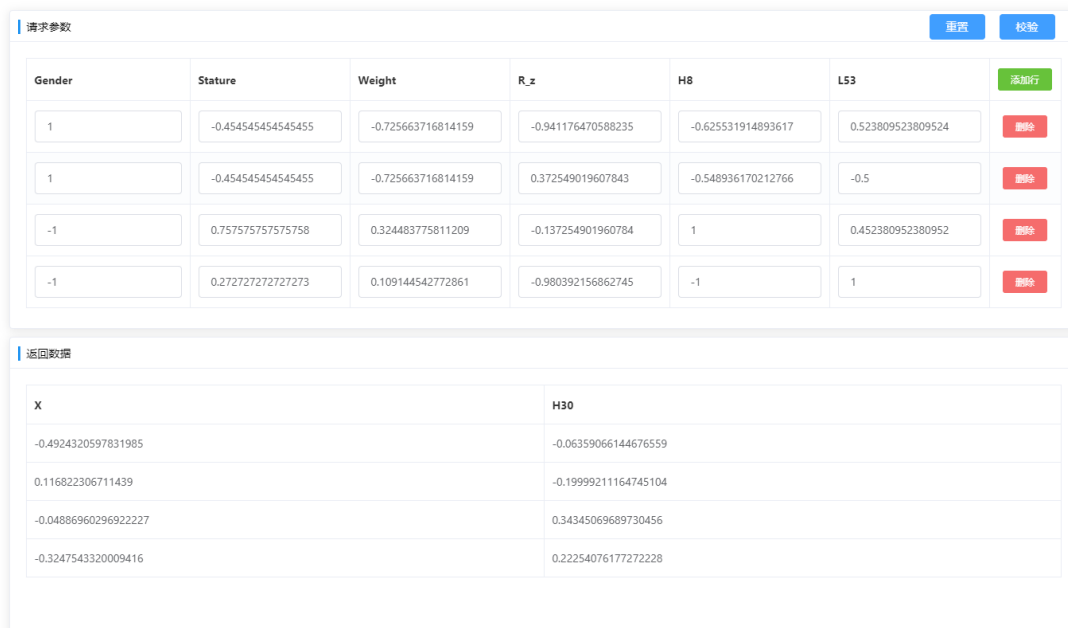 请求参数 重置 校验
Gender Stature Weight R_z H8 L53 添加行
1 -0.454545454545455 -0.725663716814159 -0.941176470588235 -0.625531914893617 0.523809523809524 删除
1 -0.454545454545455 -0.725663716814159 0.372549019607843 -0.548936170212766 -0.5 删除
-1 0.757575757575758 0.324483775811209 -0.137254901960784 1 0.452380952380952 删除
-1 0.272727272727273 0.109144542772861 -0.980392156862745 -1 1 删除
返回数据
X H30
-0.4924320597831985 -0.06359066144676559
0.116822306711439 -0.19999211164745104
-0.04886960296922227 0.34345069689730456
-0.3247543320009416 0.22254076177272228